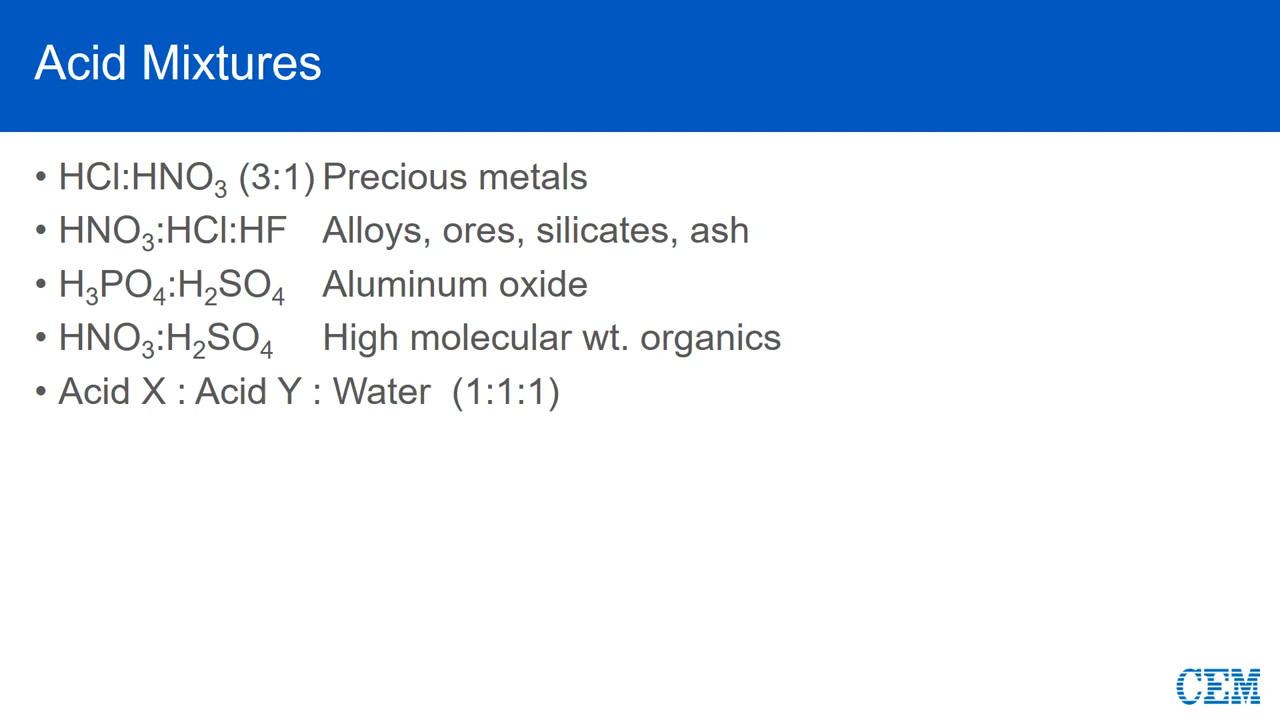 Acid Mixtures
• HCl:HNO₃ (3:1) Precious metals
• HNO₃:HCl:HF Alloys, ores, silicates, ash
• H₃PO₄:H₂SO₄ Aluminum oxide
• HNO₃:H₂SO₄ High molecular wt. organics
• Acid X : Acid Y : Water (1:1:1)
CEM